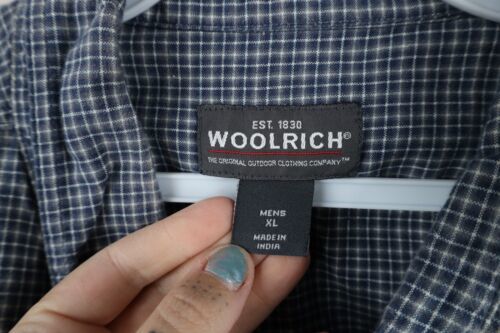 EST. 1830
WOOLRICH®
THE ORIGINAL OUTDOOR CLOTHING COMPANY™
MENS
XL
MADE IN
INDIA